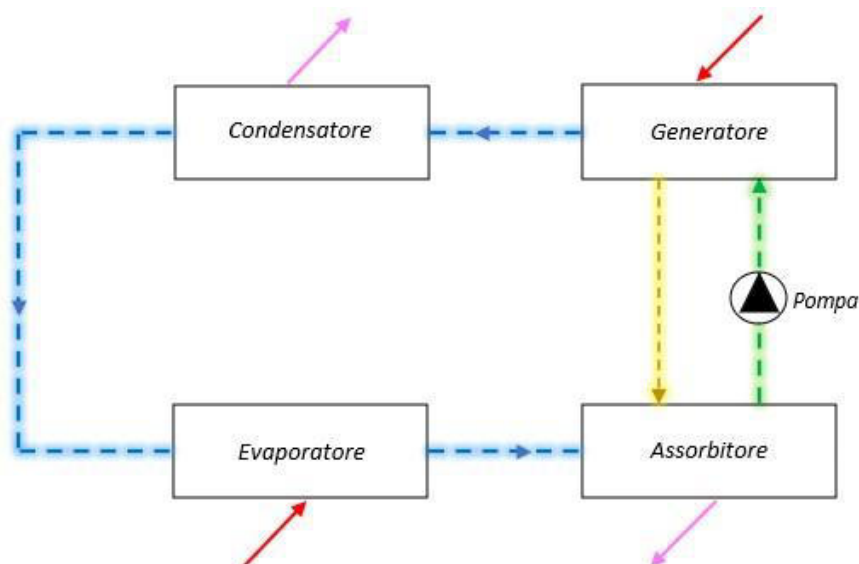 Condensatore
Generatore
Pompa
Evaporatore
Assorbitore